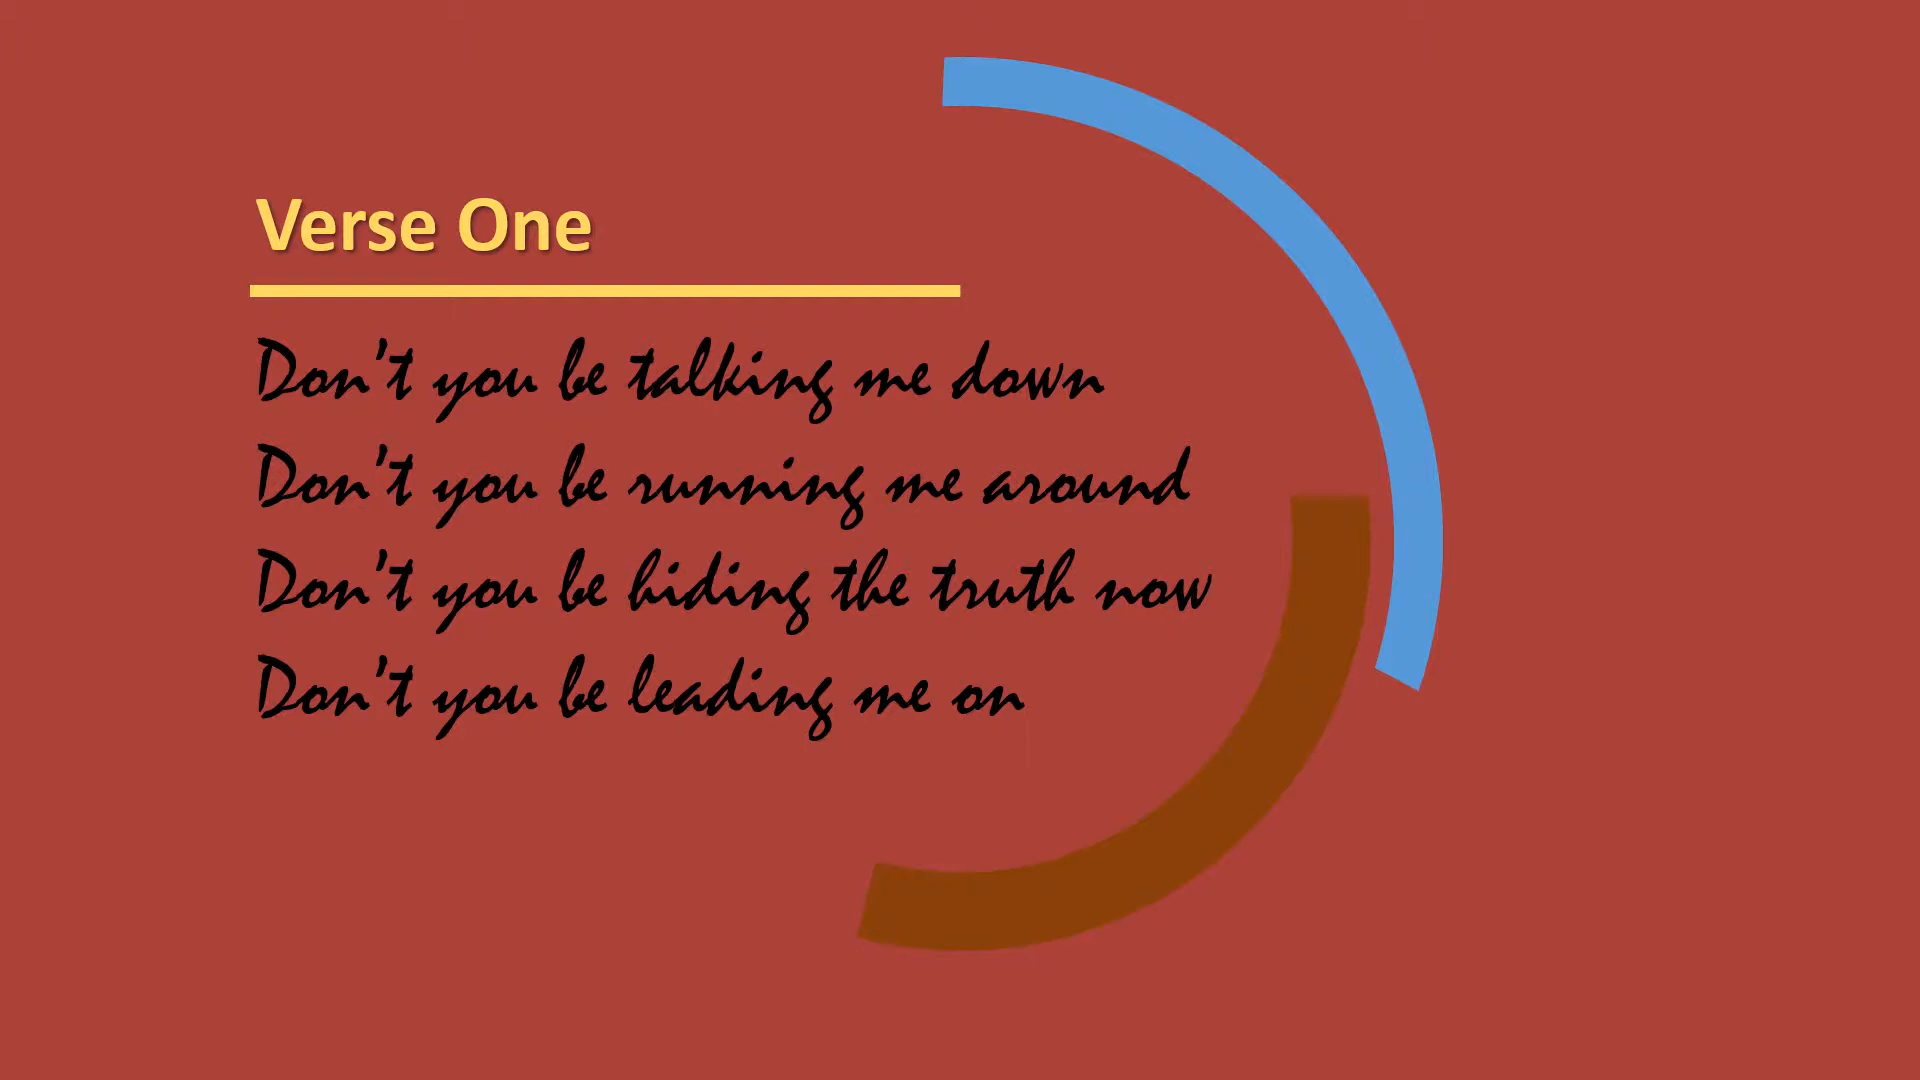 Verse One
Don't you be talking me down
Don't you be running me around
Don't you be hiding the truth now
Don't you be leading me on